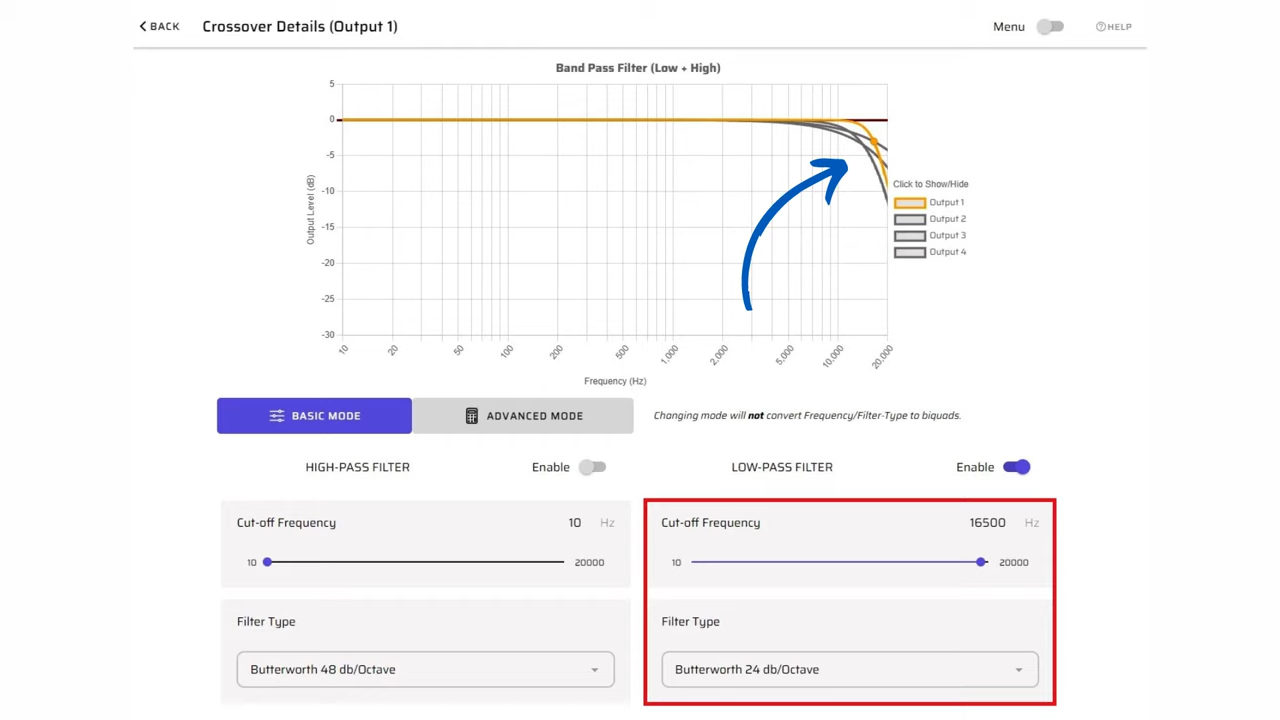 BACK
Crossover Details (Output 1)
Menu
HELP
Band Pass Filter (Low + High)
5
0
-5
-10
-15
-20
-25
-30
Output Level (dB)
10
20
50
100
200
500
1,000
2,000
5,000
10,000
20,000
Frequency (Hz)
Click to Show/Hide
Output 1
Output 2
Output 3
Output 4
BASIC MODE
ADVANCED MODE
Changing mode will not convert Frequency/Filter-Type to biquads.
HIGH-PASS FILTER
Enable
LOW-PASS FILTER
Enable
Cut-off Frequency
10 Hz
10
20000
Filter Type
Butterworth 48 db/Octave
Cut-off Frequency
16500 Hz
10
20000
Filter Type
Butterworth 24 db/Octave